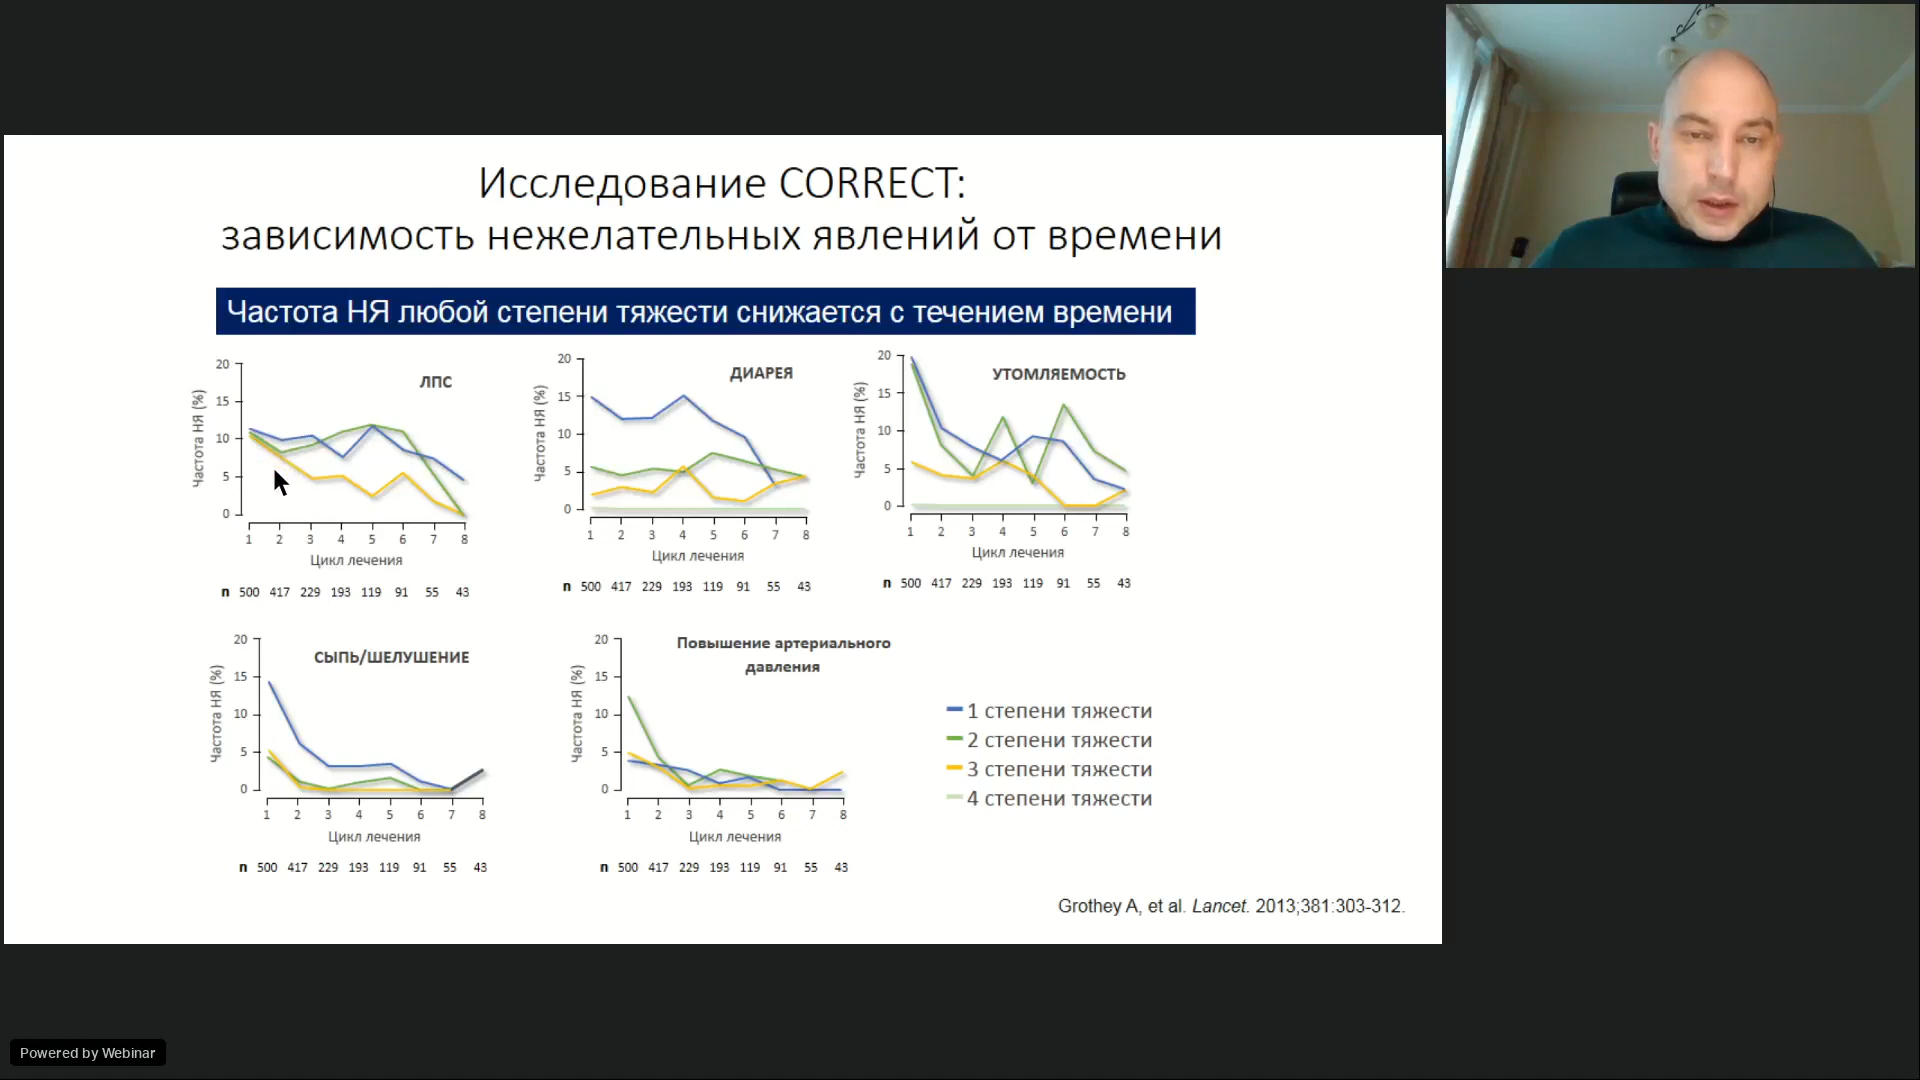 Исследование CORRECT:
зависимость нежелательных явлений от времени
Частота НЯ любой степени тяжести снижается с течением времени
ЛПС
Частота НЯ (%)
20
15
10
5
0
1 2 3 4 5 6 7 8
Цикл лечения
n 500 417 229 193 119 91 55 43
ДИАРЕЯ
Частота НЯ (%)
20
15
10
5
0
1 2 3 4 5 6 7 8
Цикл лечения
n 500 417 229 193 119 91 55 43
УТОМЛЯЕМОСТЬ
Частота НЯ (%)
20
15
10
5
0
1 2 3 4 5 6 7 8
Цикл лечения
n 500 417 229 193 119 91 55 43
СЫПЬ/ШЕЛУШЕНИЕ
Частота НЯ (%)
20
15
10
5
0
1 2 3 4 5 6 7 8
Цикл лечения
n 500 417 229 193 119 91 55 43
Повышение артериального
давления
Частота НЯ (%)
20
15
10
5
0
1 2 3 4 5 6 7 8
Цикл лечения
n 500 417 229 193 119 91 55 43
1 степени тяжести
2 степени тяжести
3 степени тяжести
4 степени тяжести
Grothey A, et al. Lancet. 2013;381:303-312.
Powered by Webinar